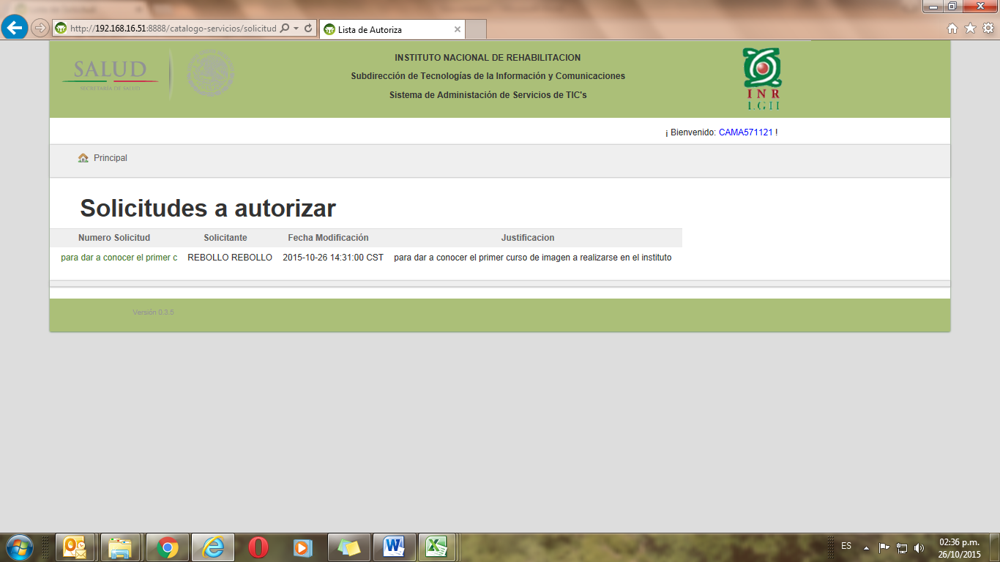 http://192.168.16.51:8888/catalogo-servicios/solicitud
Lista de Autoriza
SALUD
SECRETARÍA DE SALUD
INSTITUTO NACIONAL DE REHABILITACION
Subdirección de Tecnologías de la Información y Comunicaciones
Sistema de Administación de Servicios de TIC's
INR
LGII
¡ Bienvenido: CAMA571121 !
Principal
Solicitudes a autorizar
Numero Solicitud Solicitante Fecha Modificación Justificacion
para dar a conocer el primer c REBOLLO REBOLLO 2015-10-26 14:31:00 CST para dar a conocer el primer curso de imagen a realizarse en el instituto
Versión 0.3.5
ES
02:36 p.m.
26/10/2015